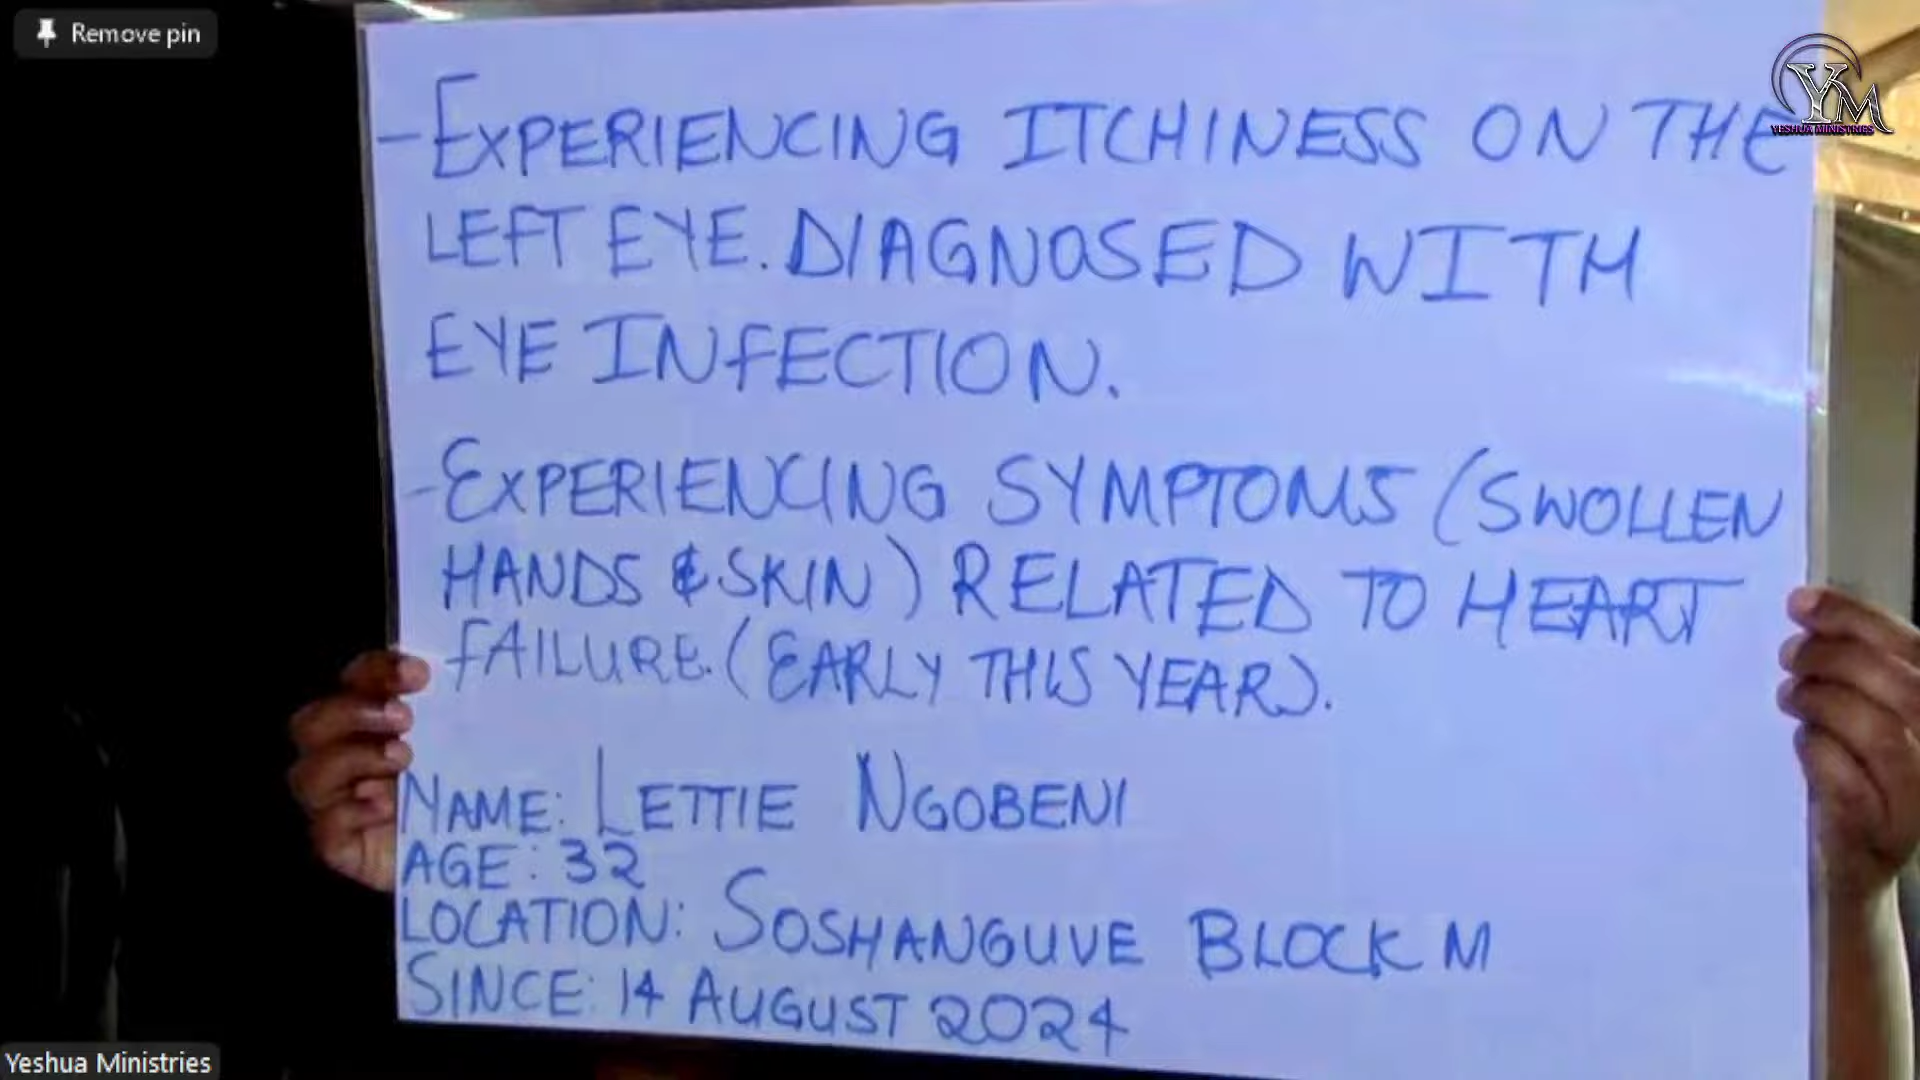 Remove pin
YM
YESHUA MINISTRIES
- EXPERIENCING ITCHINESS ON THE
LEFT EYE. DIAGNOSED WITH
EYE INFECTION.
- EXPERIENCING SYMPTOMS (SWOLLEN
HANDS & SKIN) RELATED TO HEART
FAILURE. (EARLY THIS YEAR).
NAME: LETTIE NGOBENI
AGE: 32
LOCATION: SOSHANGUVE BLOCK M
SINCE: 14 AUGUST 2024
Yeshua Ministries